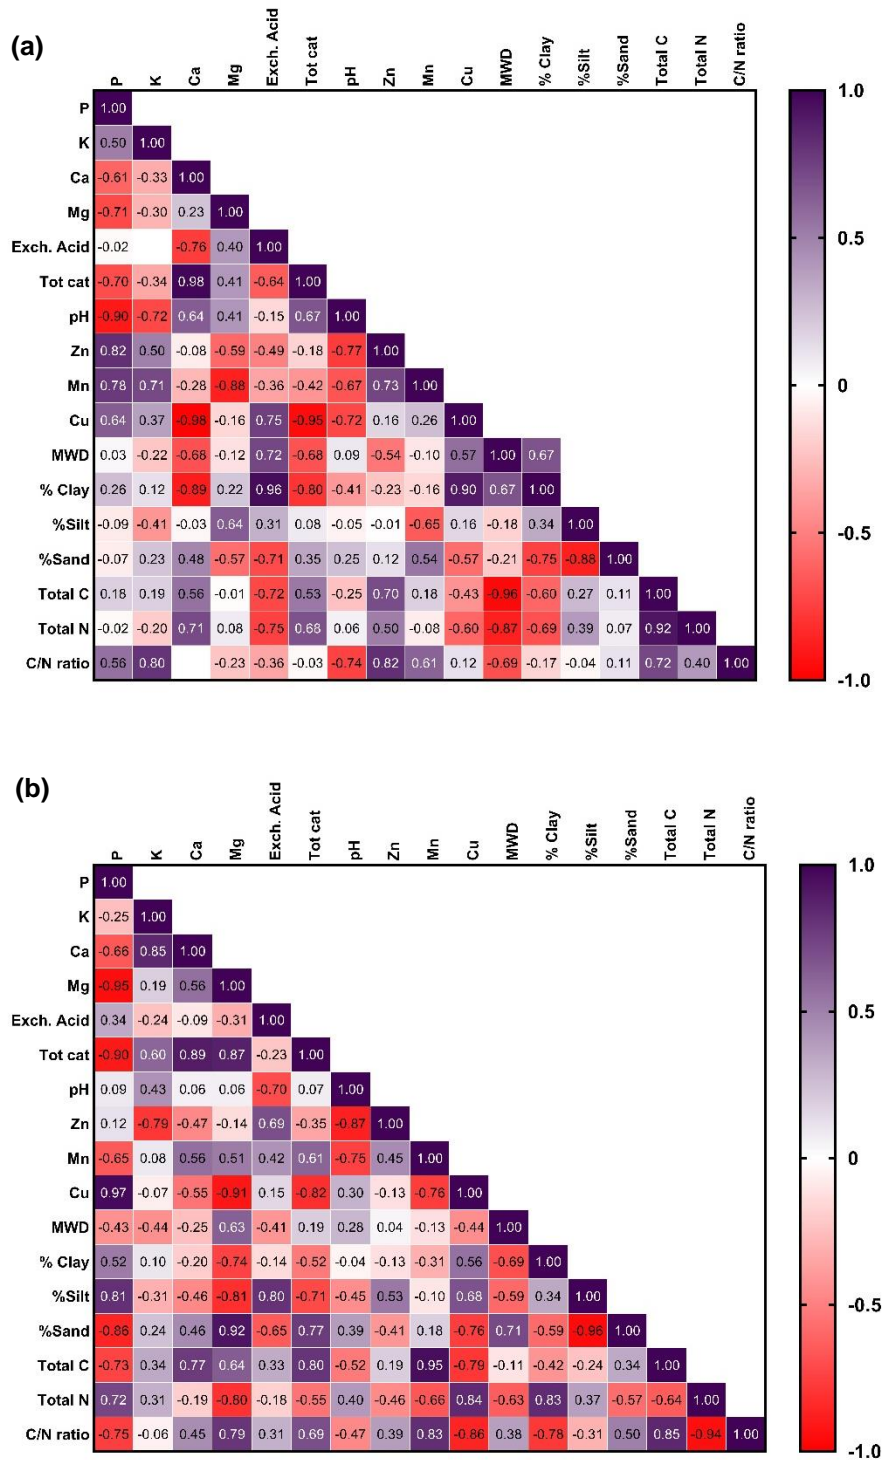 (a)
P K Ca Mg Exch. Acid Tot cat pH Zn Mn Cu MWD % Clay %Silt %Sand Total C Total N C/N ratio
P 1.00
K 0.50 1.00
Ca -0.61 -0.33 1.00
Mg -0.71 -0.30 0.23 1.00
Exch. Acid -0.02 -0.76 0.40 1.00
Tot cat -0.70 -0.34 0.98 0.41 -0.64 1.00
pH -0.90 -0.72 0.64 0.41 -0.15 0.67 1.00
Zn 0.82 0.50 -0.08 -0.59 -0.49 -0.18 -0.77 1.00
Mn 0.78 0.71 -0.28 -0.88 -0.36 -0.42 -0.67 0.73 1.00
Cu 0.64 0.37 -0.98 -0.16 0.75 -0.95 -0.72 0.16 0.26 1.00
MWD 0.03 -0.22 -0.68 -0.12 0.72 -0.68 0.09 -0.54 -0.10 0.57 1.00 0.67
% Clay 0.26 0.12 -0.89 0.22 0.96 -0.80 -0.41 -0.23 -0.16 0.90 0.67 1.00
%Silt -0.09 -0.41 -0.03 0.64 0.31 0.08 -0.05 -0.01 -0.65 0.16 -0.18 0.34 1.00
%Sand -0.07 0.23 0.48 -0.57 -0.71 0.35 0.25 0.12 0.54 -0.57 -0.21 -0.75 -0.88 1.00
Total C 0.18 0.19 0.56 -0.01 -0.72 0.53 -0.25 0.70 0.18 -0.43 -0.96 -0.60 0.27 0.11 1.00
Total N -0.02 -0.20 0.71 0.08 -0.75 0.68 0.06 0.50 -0.08 -0.60 -0.87 -0.69 0.39 0.07 0.92 1.00
C/N ratio 0.56 0.80 -0.23 -0.36 -0.03 -0.74 0.82 0.61 0.12 -0.69 -0.17 -0.04 0.11 0.72 0.40 1.00
1.0
0.5
0
-0.5
-1.0
(b)
P K Ca Mg Exch. Acid Tot cat pH Zn Mn Cu MWD % Clay %Silt %Sand Total C Total N C/N ratio
P 1.00
K -0.25 1.00
Ca -0.66 0.85 1.00
Mg -0.95 0.19 0.56 1.00
Exch. Acid 0.34 -0.24 -0.09 -0.31 1.00
Tot cat -0.90 0.60 0.89 0.87 -0.23 1.00
pH 0.09 0.43 0.06 0.06 -0.70 0.07 1.00
Zn 0.12 -0.79 -0.47 -0.14 0.69 -0.35 -0.87 1.00
Mn -0.65 0.08 0.56 0.51 0.42 0.61 -0.75 0.45 1.00
Cu 0.97 -0.07 -0.55 -0.91 0.15 -0.82 0.30 -0.13 -0.76 1.00
MWD -0.43 -0.44 -0.25 0.63 -0.41 0.19 0.28 0.04 -0.13 -0.44 1.00
% Clay 0.52 0.10 -0.20 -0.74 -0.14 -0.52 -0.04 -0.13 -0.31 0.56 -0.69 1.00
%Silt 0.81 -0.31 -0.46 -0.81 0.80 -0.71 -0.45 0.53 -0.10 0.68 -0.59 0.34 1.00
%Sand -0.86 0.24 0.46 0.92 -0.65 0.77 0.39 -0.41 0.18 -0.76 0.71 -0.59 -0.96 1.00
Total C -0.73 0.34 0.77 0.64 0.33 0.80 -0.52 0.19 0.95 -0.79 -0.11 -0.42 -0.24 0.34 1.00
Total N 0.72 0.31 -0.19 -0.80 -0.18 -0.55 0.40 -0.46 -0.66 0.84 -0.63 0.83 0.37 -0.57 -0.64 1.00
C/N ratio -0.75 -0.06 0.45 0.79 0.31 0.69 -0.47 0.39 0.83 -0.86 0.38 -0.78 -0.31 0.50 0.85 -0.94 1.00
1.0
0.5
0
-0.5
-1.0